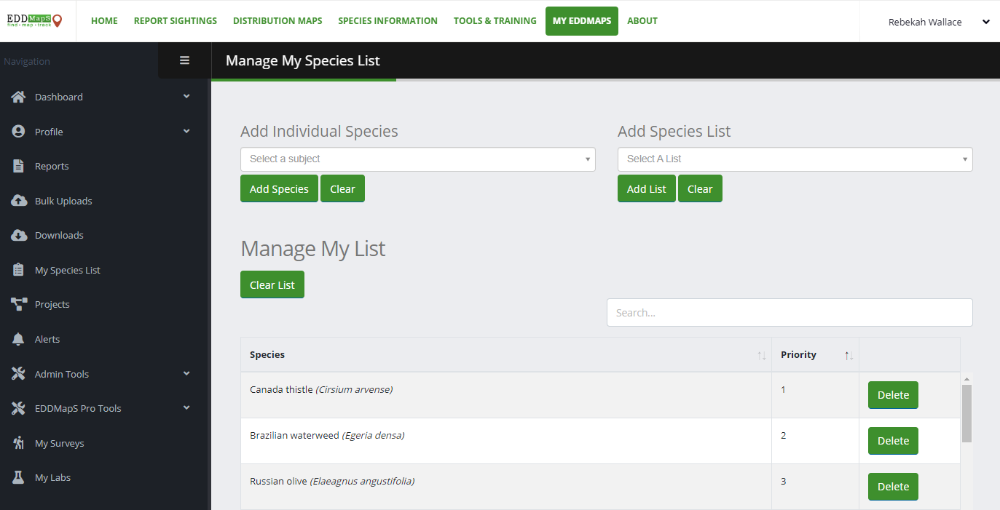 EDDMapS
find • map • track
HOME
REPORT SIGHTINGS
DISTRIBUTION MAPS
SPECIES INFORMATION
TOOLS & TRAINING
MY EDDMAPS
ABOUT
Rebekah Wallace
Navigation
Manage My Species List
Dashboard
Profile
Reports
Bulk Uploads
Downloads
My Species List
Projects
Alerts
Admin Tools
EDDMapS Pro Tools
My Surveys
My Labs
Add Individual Species
Select a subject
Add Species
Clear
Add Species List
Select A List
Add List
Clear
Manage My List
Clear List
Search...
Species
Priority
Canada thistle (Cirsium arvense)
1
Delete
Brazilian waterweed (Egeria densa)
2
Delete
Russian olive (Elaeagnus angustifolia)
3
Delete